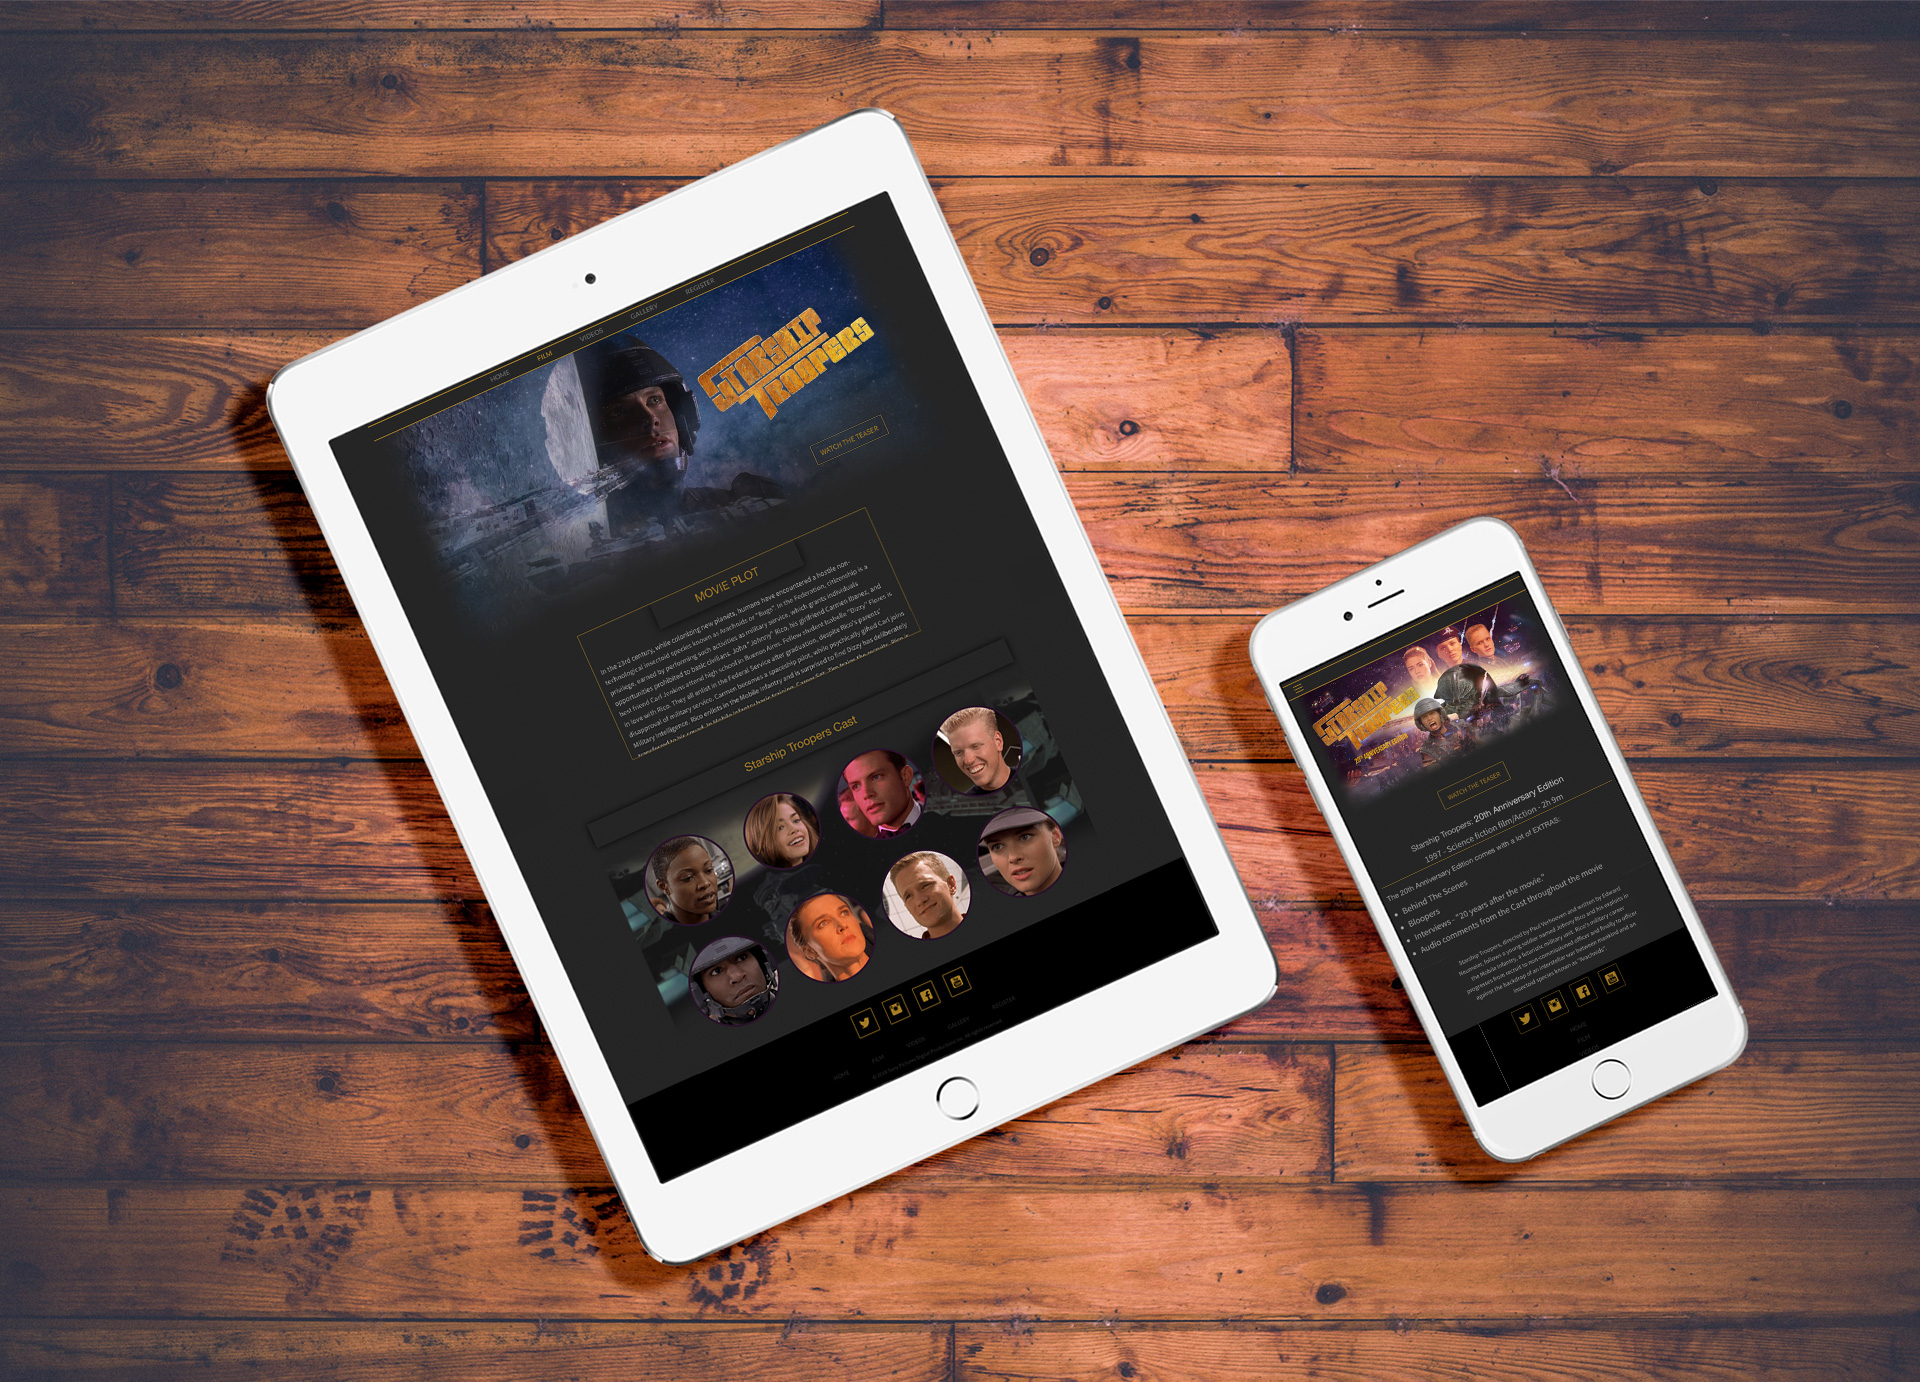 HOME
FILM
VIDEOS
GALLERY
REGISTER
STARSHIP
TROOPERS
WATCH THE TEASER
MOVIE PLOT
In the 23rd century, while colonizing new planets, humans have encountered a hostile non-
technological insectoid species known as Arachnids or "Bugs". In the Federation, citizenship is a
privilege, earned by performing such activities as military service, which grants individuals
opportunities prohibited to basic civilians. John "Johnny" Rico, his girlfriend Carmen Ibanez, and
best friend Carl Jenkins attend high school in Buenos Aires. Fellow student Isabelle "Dizzy" Flores is
in love with Rico. They all enlist in the Federal Service after graduation, despite Rico's parents'
disapproval of military service. Carmen becomes a spaceship pilot, while psychically gifted Carl joins
Military Intelligence. Rico enlists in the Mobile Infantry and is surprised to find Dizzy has deliberately
Starship Troopers Cast
HOME
FILM
VIDEOS
GALLERY
REGISTER
STARSHIP
TROOPERS
20TH ANNIVERSARY EDITION
WATCH THE TEASER
Starship Troopers: 20th Anniversary Edition
1997 - Science fiction film/Action - 2h 9m
The 20th Anniversary Edition comes with a lot of EXTRAS:
• Behind The Scenes
• Bloopers
• Interviews - "20 years after the movie."
• Audio comments from the Cast throughout the movie
Starship Troopers, directed by Paul Verhoeven and written by Edward
Neumeier, follows a young soldier named Johnny Rico and his exploits in
the Mobile Infantry, a futuristic military unit. Rico's military career
progresses from recruit to non-commissioned officer and finally to officer
against the backdrop of an interstellar war between mankind and an
insectoid species known as "Arachnids".
HOME
FILM